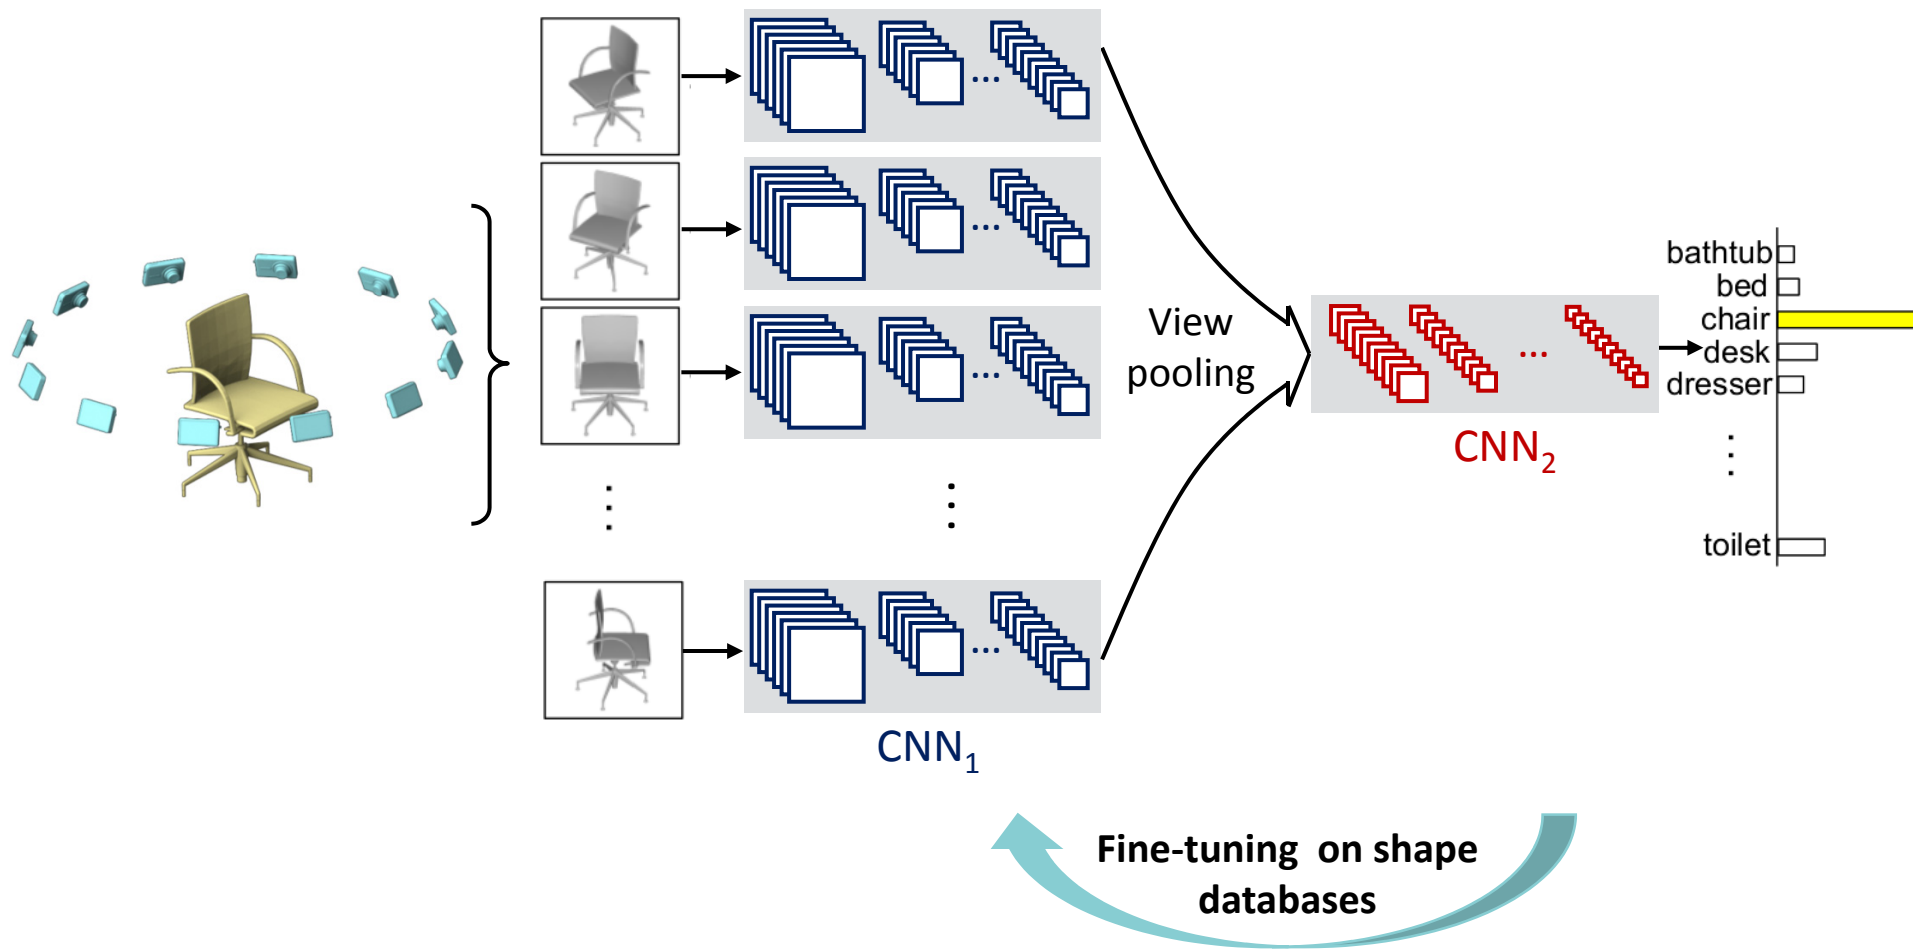 View
pooling
bathtub
bed
chair
desk
dresser
toilet
CNN₂
CNN₁
Fine-tuning on shape
databases